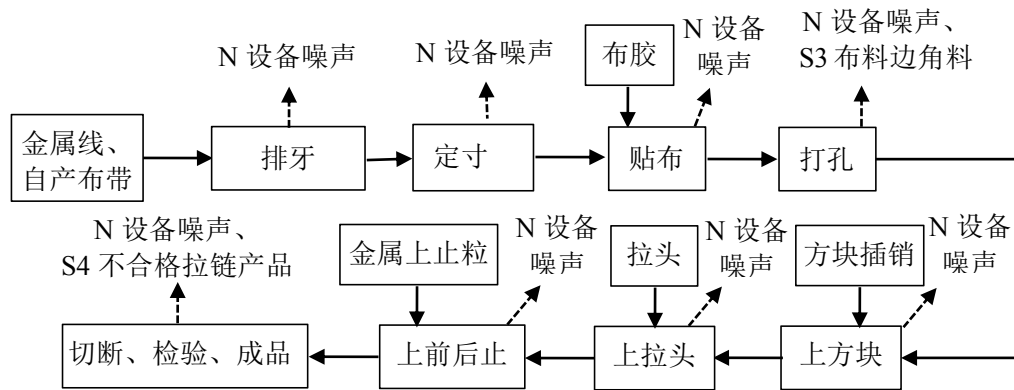 N 设备噪声
N 设备噪声
布胶
N 设备
噪声
N 设备噪声、
S3 布料边角料
金属线、
自产布带
排牙
定寸
贴布
打孔
N 设备噪声、
S4 不合格拉链产品
金属上止粒
N 设备
噪声
拉头
N 设备
噪声
方块插销
N 设备
噪声
切断、检验、成品
上前后止
上拉头
上方块